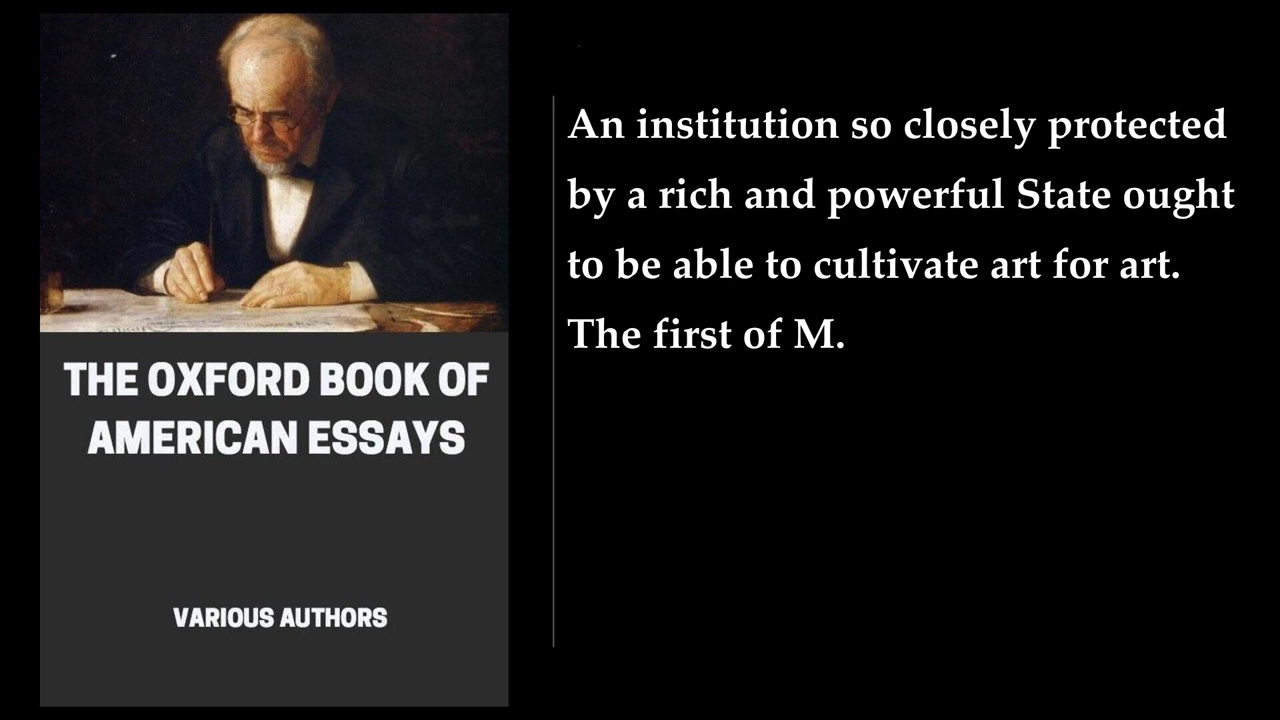 THE OXFORD BOOK OF
AMERICAN ESSAYS
VARIOUS AUTHORS
An institution so closely protected
by a rich and powerful State ought
to be able to cultivate art for art.
The first of M.